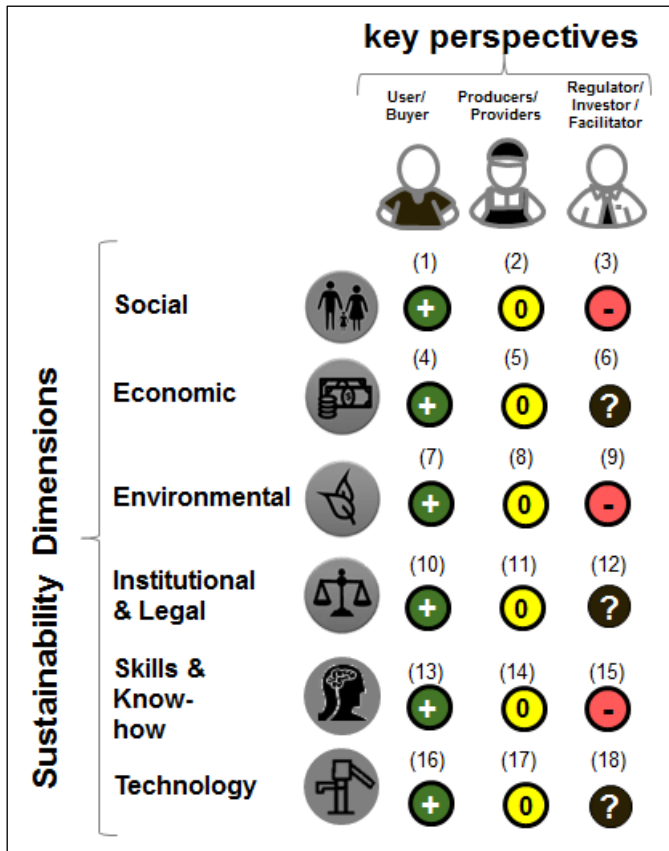 key perspectives
User/
Buyer
Producers/
Providers
Regulator/
Investor /
Facilitator
Sustainability Dimensions
(1) (2) (3)
Social + 0 -
(4) (5) (6)
Economic + 0 ?
(7) (8) (9)
Environmental + 0 -
(10) (11) (12)
Institutional
& Legal + 0 ?
(13) (14) (15)
Skills &
Know-
how + 0 -
(16) (17) (18)
Technology + 0 ?